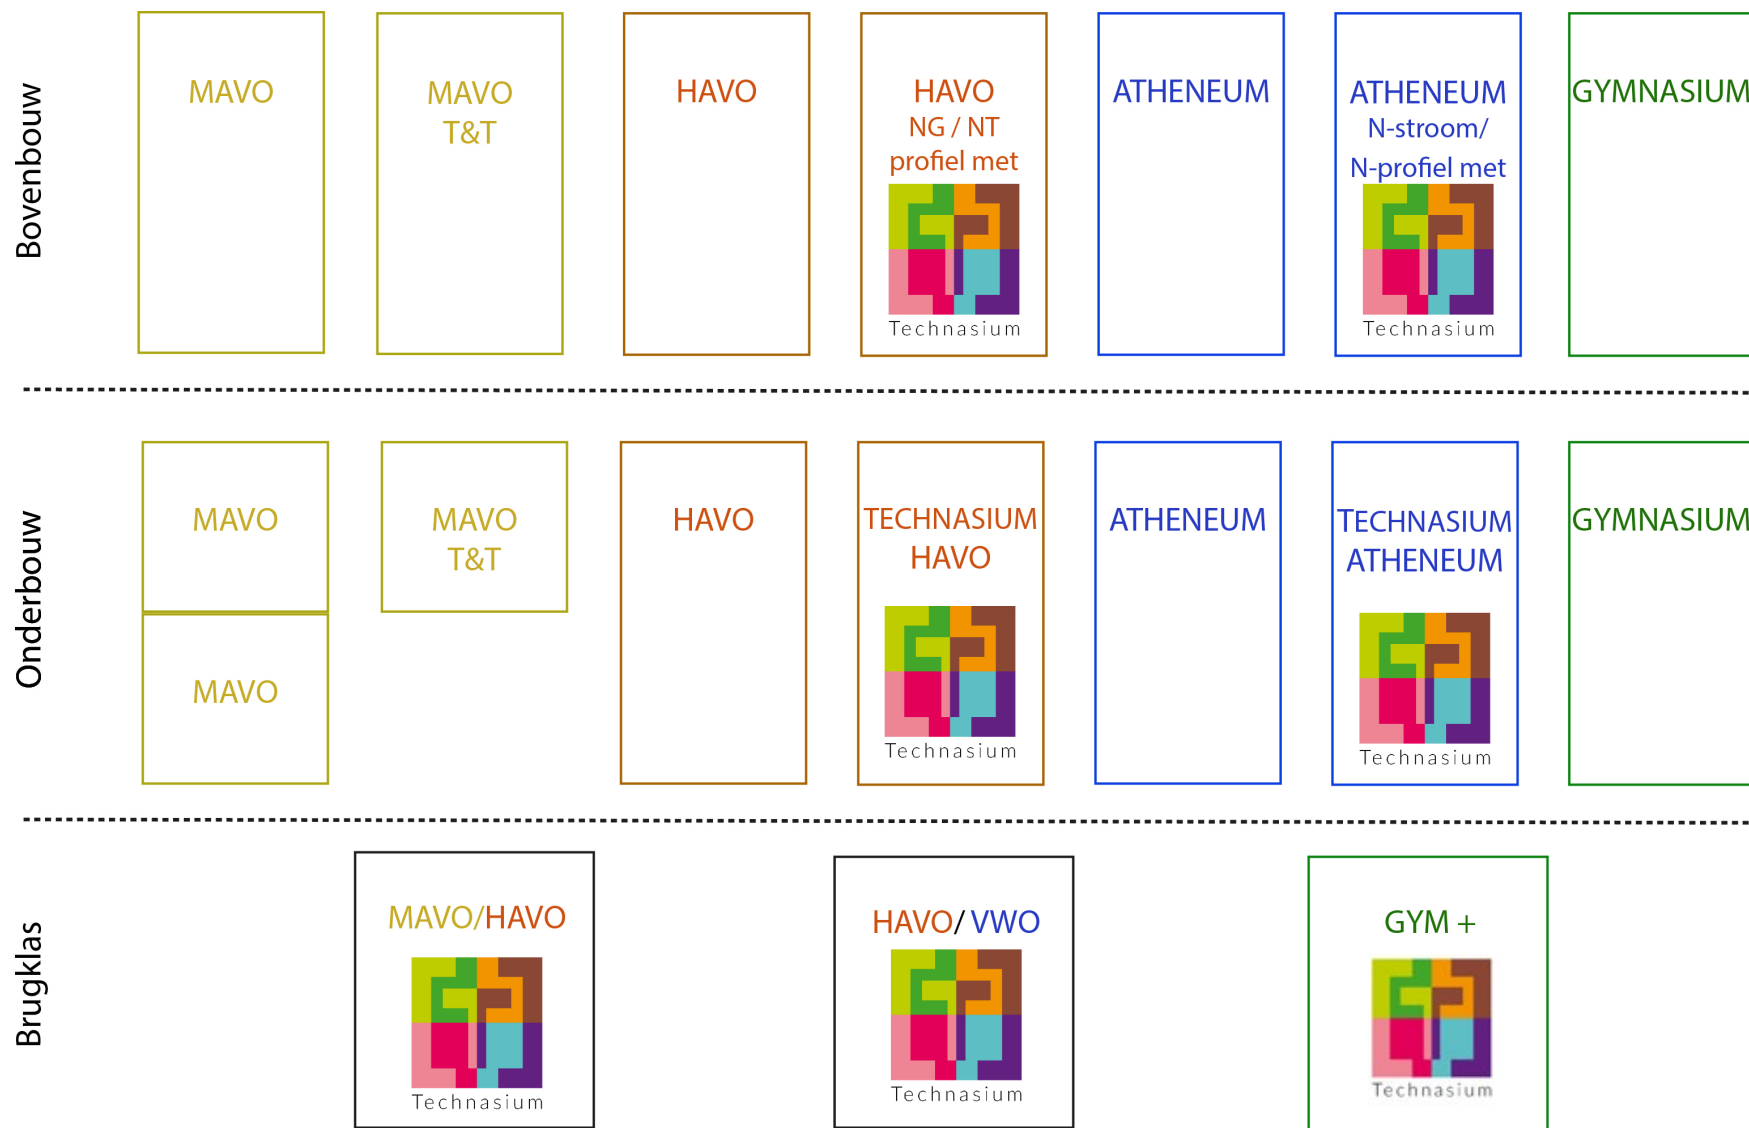 Bovenbouw
MAVO
MAVO
T&T
HAVO
HAVO
NG / NT
profiel met
Technasium
ATHENEUM
ATHENEUM
N-stroom/
N-profiel met
Technasium
GYMNASIUM
Onderbouw
MAVO
MAVO
MAVO
T&T
HAVO
TECHNASIUM
HAVO
Technasium
ATHENEUM
TECHNASIUM
ATHENEUM
Technasium
GYMNASIUM
Brugklas
MAVO/HAVO
Technasium
HAVO/ VWO
Technasium
GYM +
Technasium